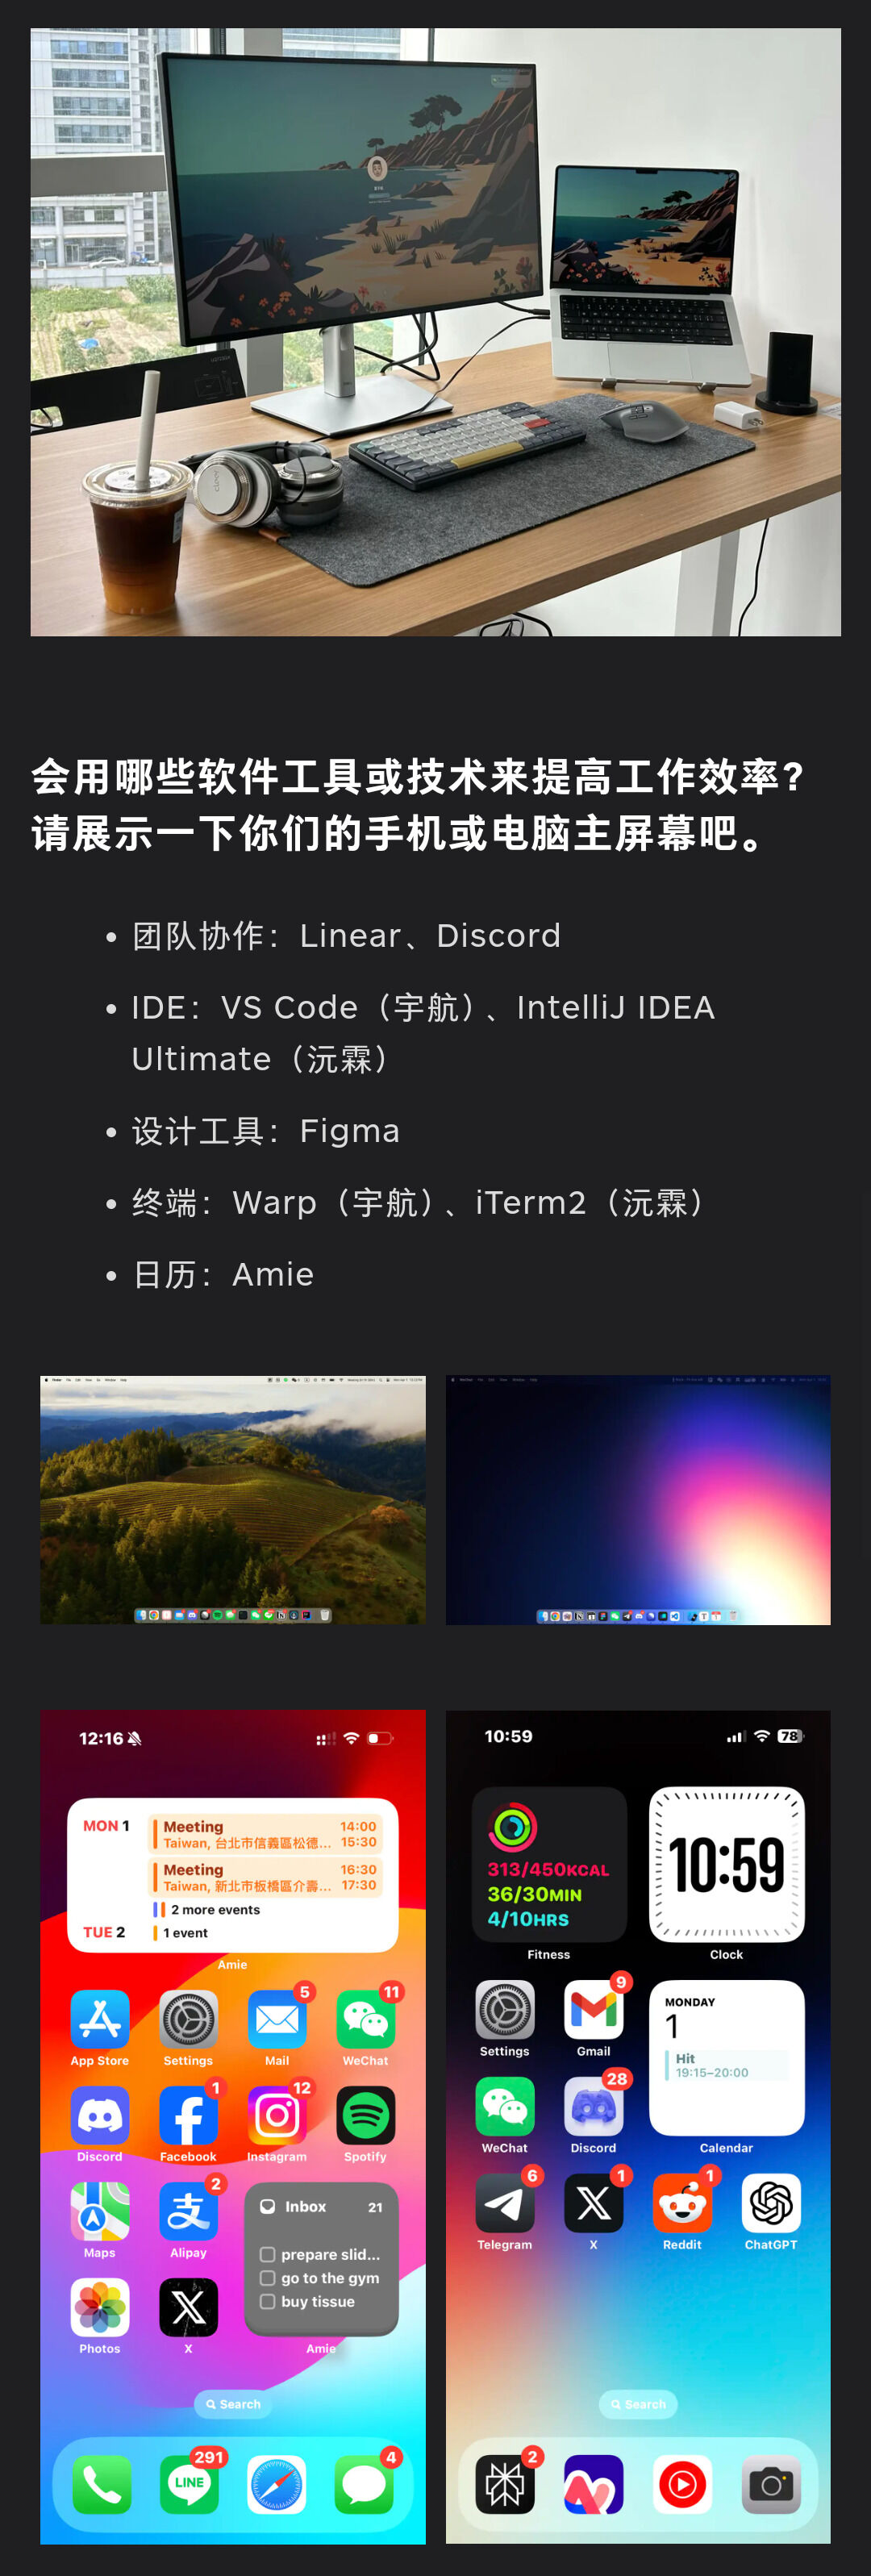 clear
会用哪些软件工具或技术来提高工作效率?
请展示一下你们的手机或电脑主屏幕吧。
• 团队协作：Linear、Discord
• IDE：VS Code（宇航）、IntelliJ IDEA
Ultimate（沅霖）
• 设计工具：Figma
• 终端：Warp（宇航）、iTerm2（沅霖）
• 日历：Amie
12:16
MON 1
Meeting 14:00
Taiwan, 台北市信義區松德... 15:30
Meeting 16:30
Taiwan, 新北市板橋區介壽... 17:30
2 more events
TUE 2 1 event
Amie
5 11
App Store Settings Mail WeChat
1 12
Discord Facebook Instagram Spotify
2
Maps Alipay
Inbox 21
prepare slid...
go to the gym
buy tissue
Photos X Amie
Search
291 4
LINE
10:59 78
313/450KCAL
36/30MIN
4/10HRS
10:59
Fitness Clock
9
Settings Gmail
MONDAY
1
Hit
19:15–20:00
28
WeChat Discord Calendar
6 1 1
Telegram X Reddit ChatGPT
Search
2